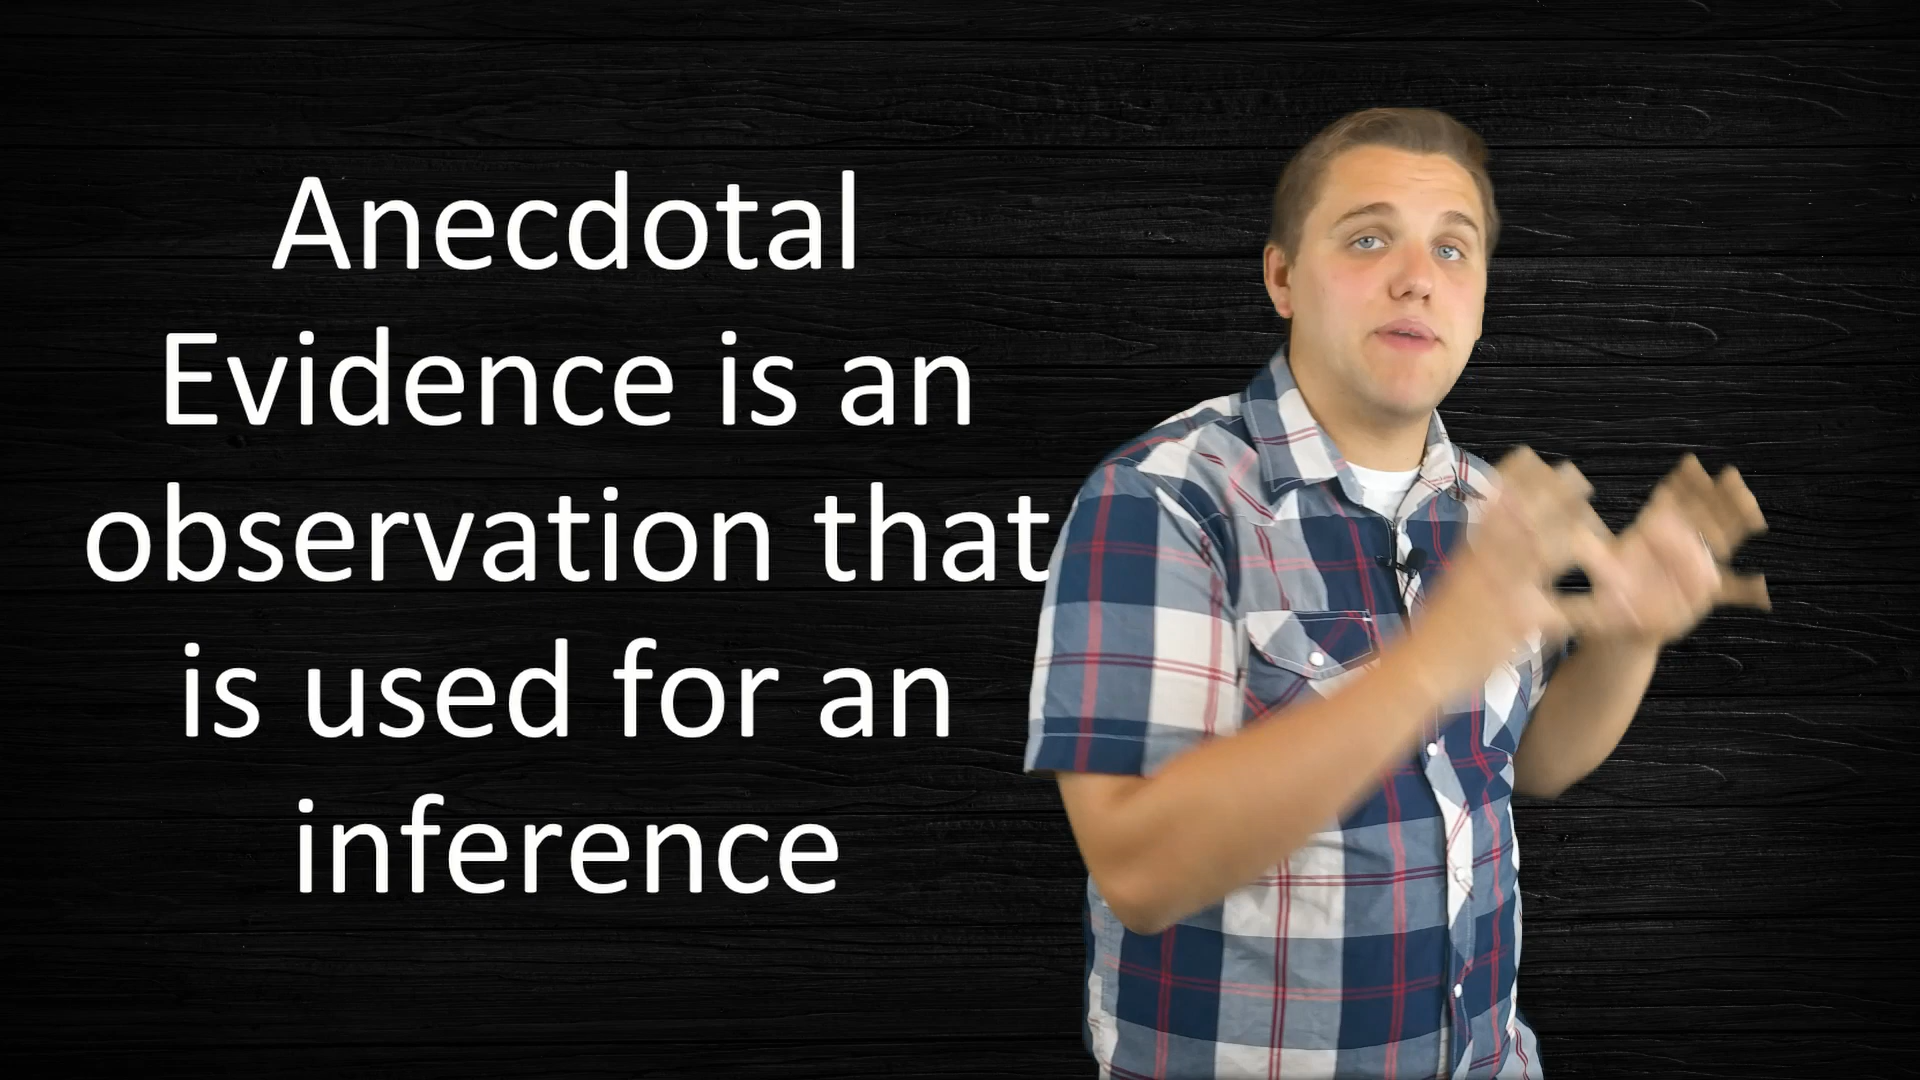 Anecdotal
Evidence is an
observation that
is used for an
inference